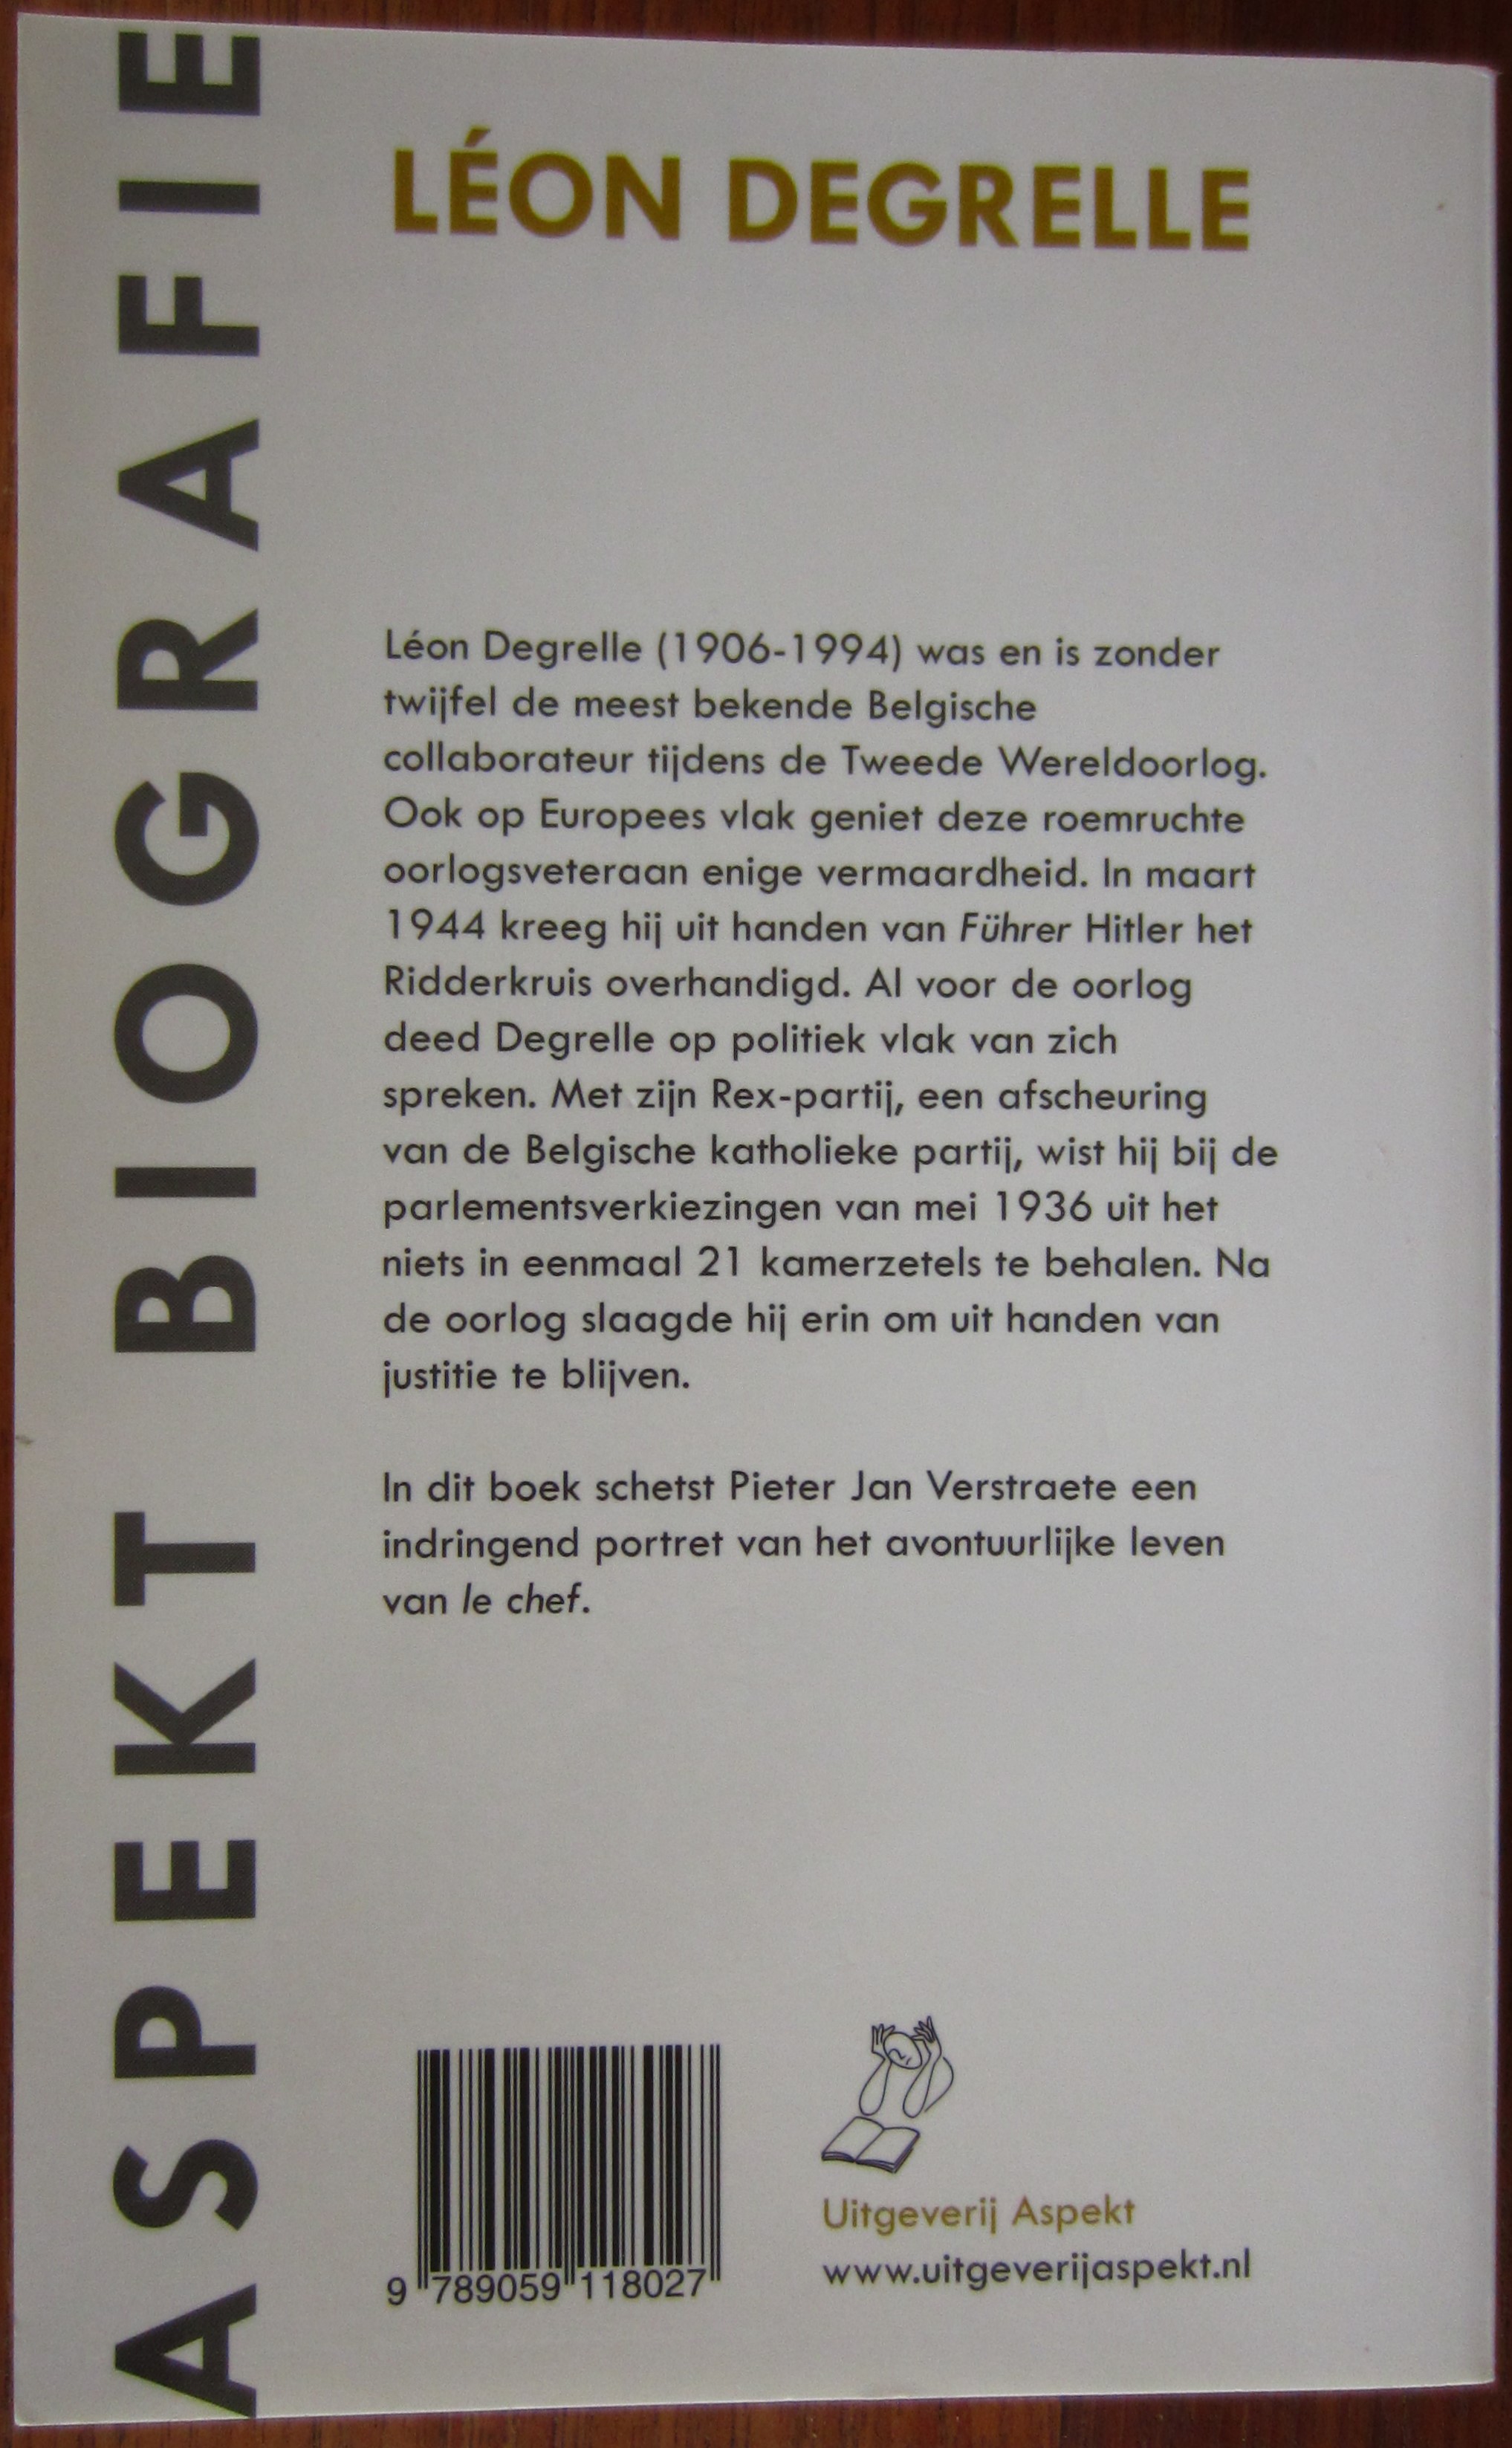 ASPEKT BIOGRAFIE
LÉON DEGRELLE
Léon Degrelle (1906-1994) was en is zonder
twijfel de meest bekende Belgische
collaborateur tijdens de Tweede Wereldoorlog.
Ook op Europees vlak geniet deze roemruchte
oorlogsveteraan enige vermaardheid. In maart
1944 kreeg hij uit handen van Führer Hitler het
Ridderkruis overhandigd. Al voor de oorlog
deed Degrelle op politiek vlak van zich
spreken. Met zijn Rex-partij, een afscheuring
van de Belgische katholieke partij, wist hij bij de
parlementsverkiezingen van mei 1936 uit het
niets in eenmaal 21 kamerzetels te behalen. Na
de oorlog slaagde hij erin om uit handen van
justitie te blijven.
In dit boek schetst Pieter Jan Verstraete een
indringend portret van het avontuurlijke leven
van le chef.
9 789059 118027
Uitgeverij Aspekt
www.uitgeverijaspekt.nl